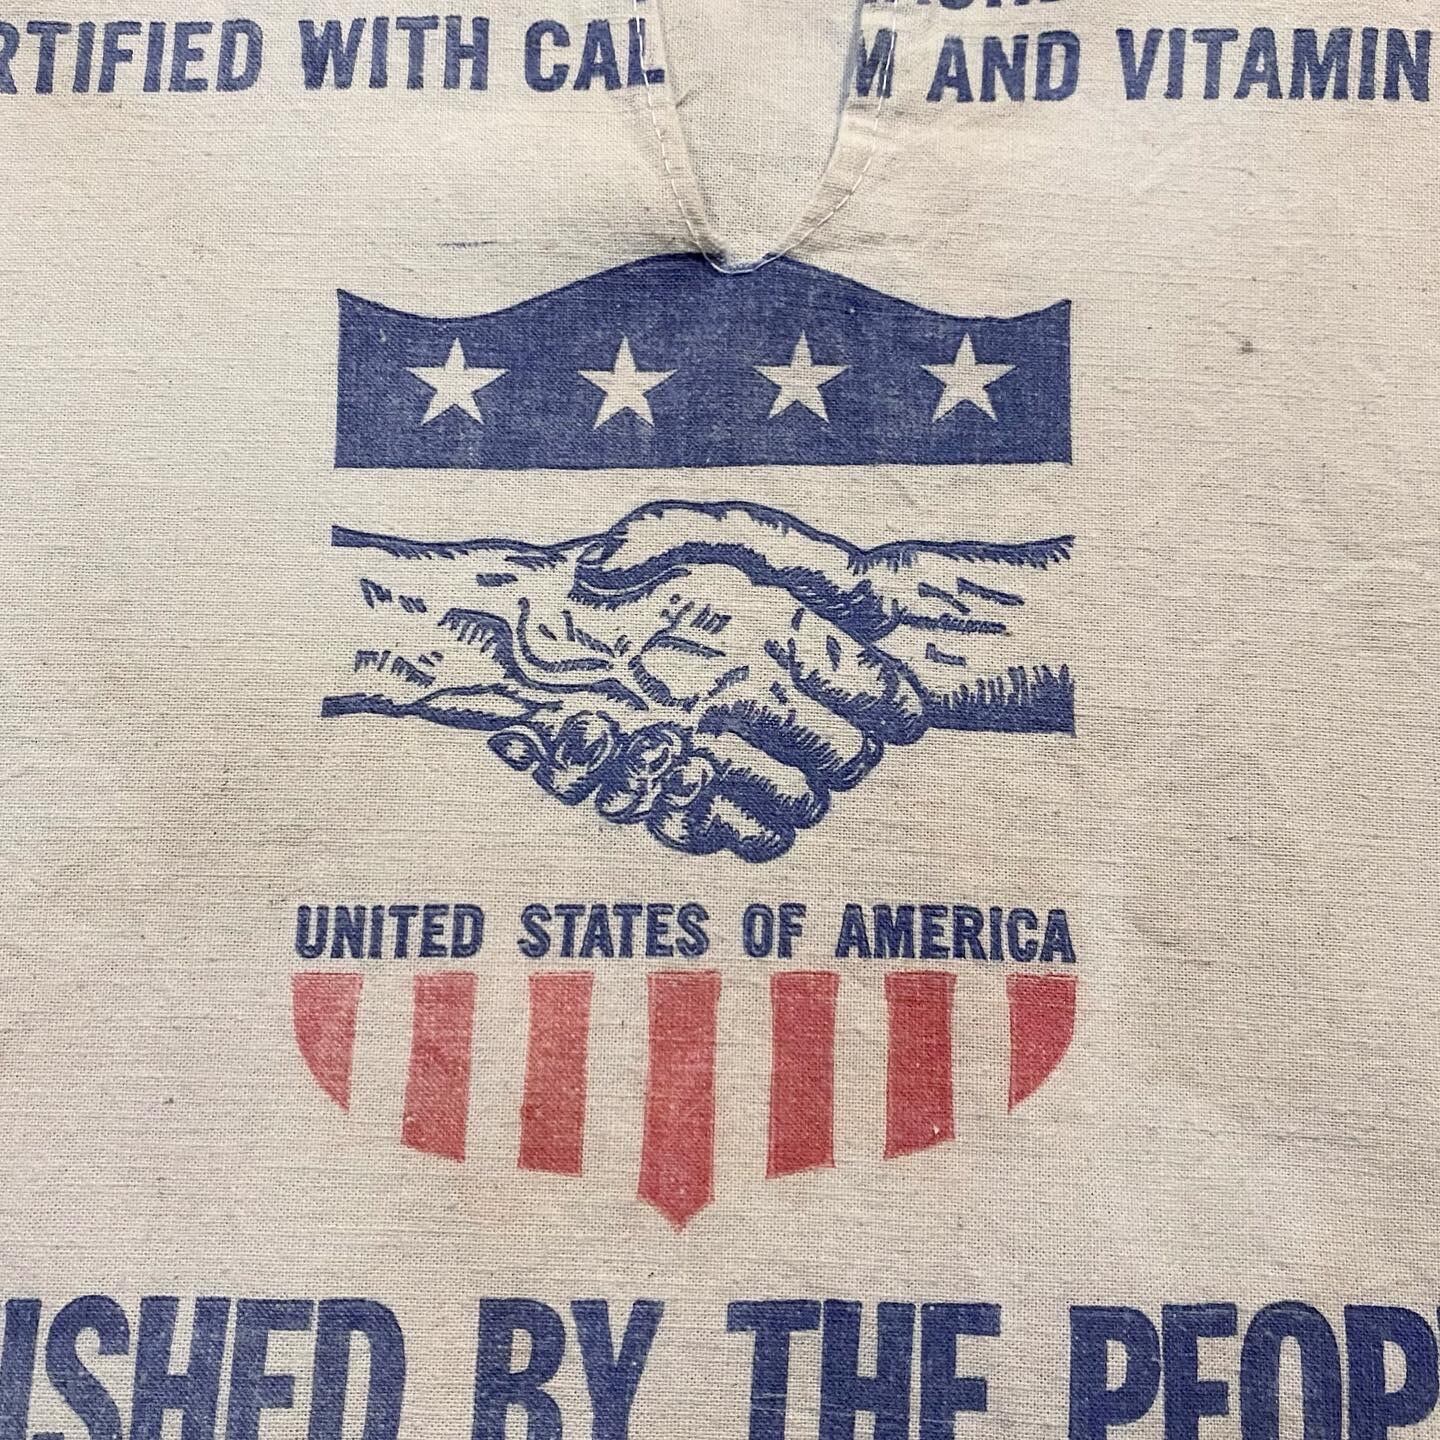 RTIFIED WITH CAL M AND VITAMIN
UNITED STATES OF AMERICA
ISHED BY THE PEOP